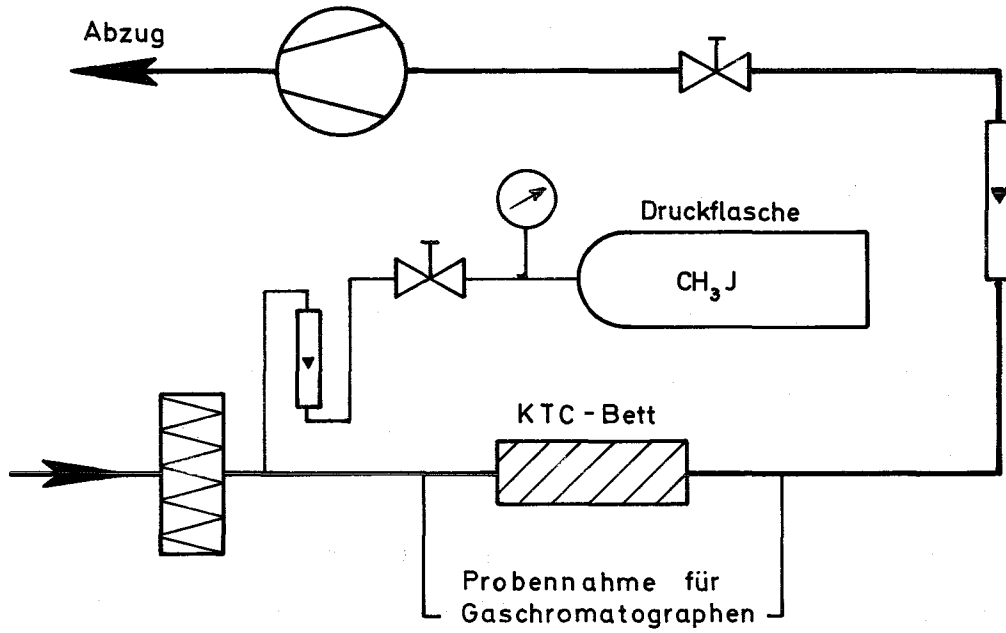 Abzug
Druckflasche
CH₃J
KTC-Bett
Probennahme für
Gaschromatographen